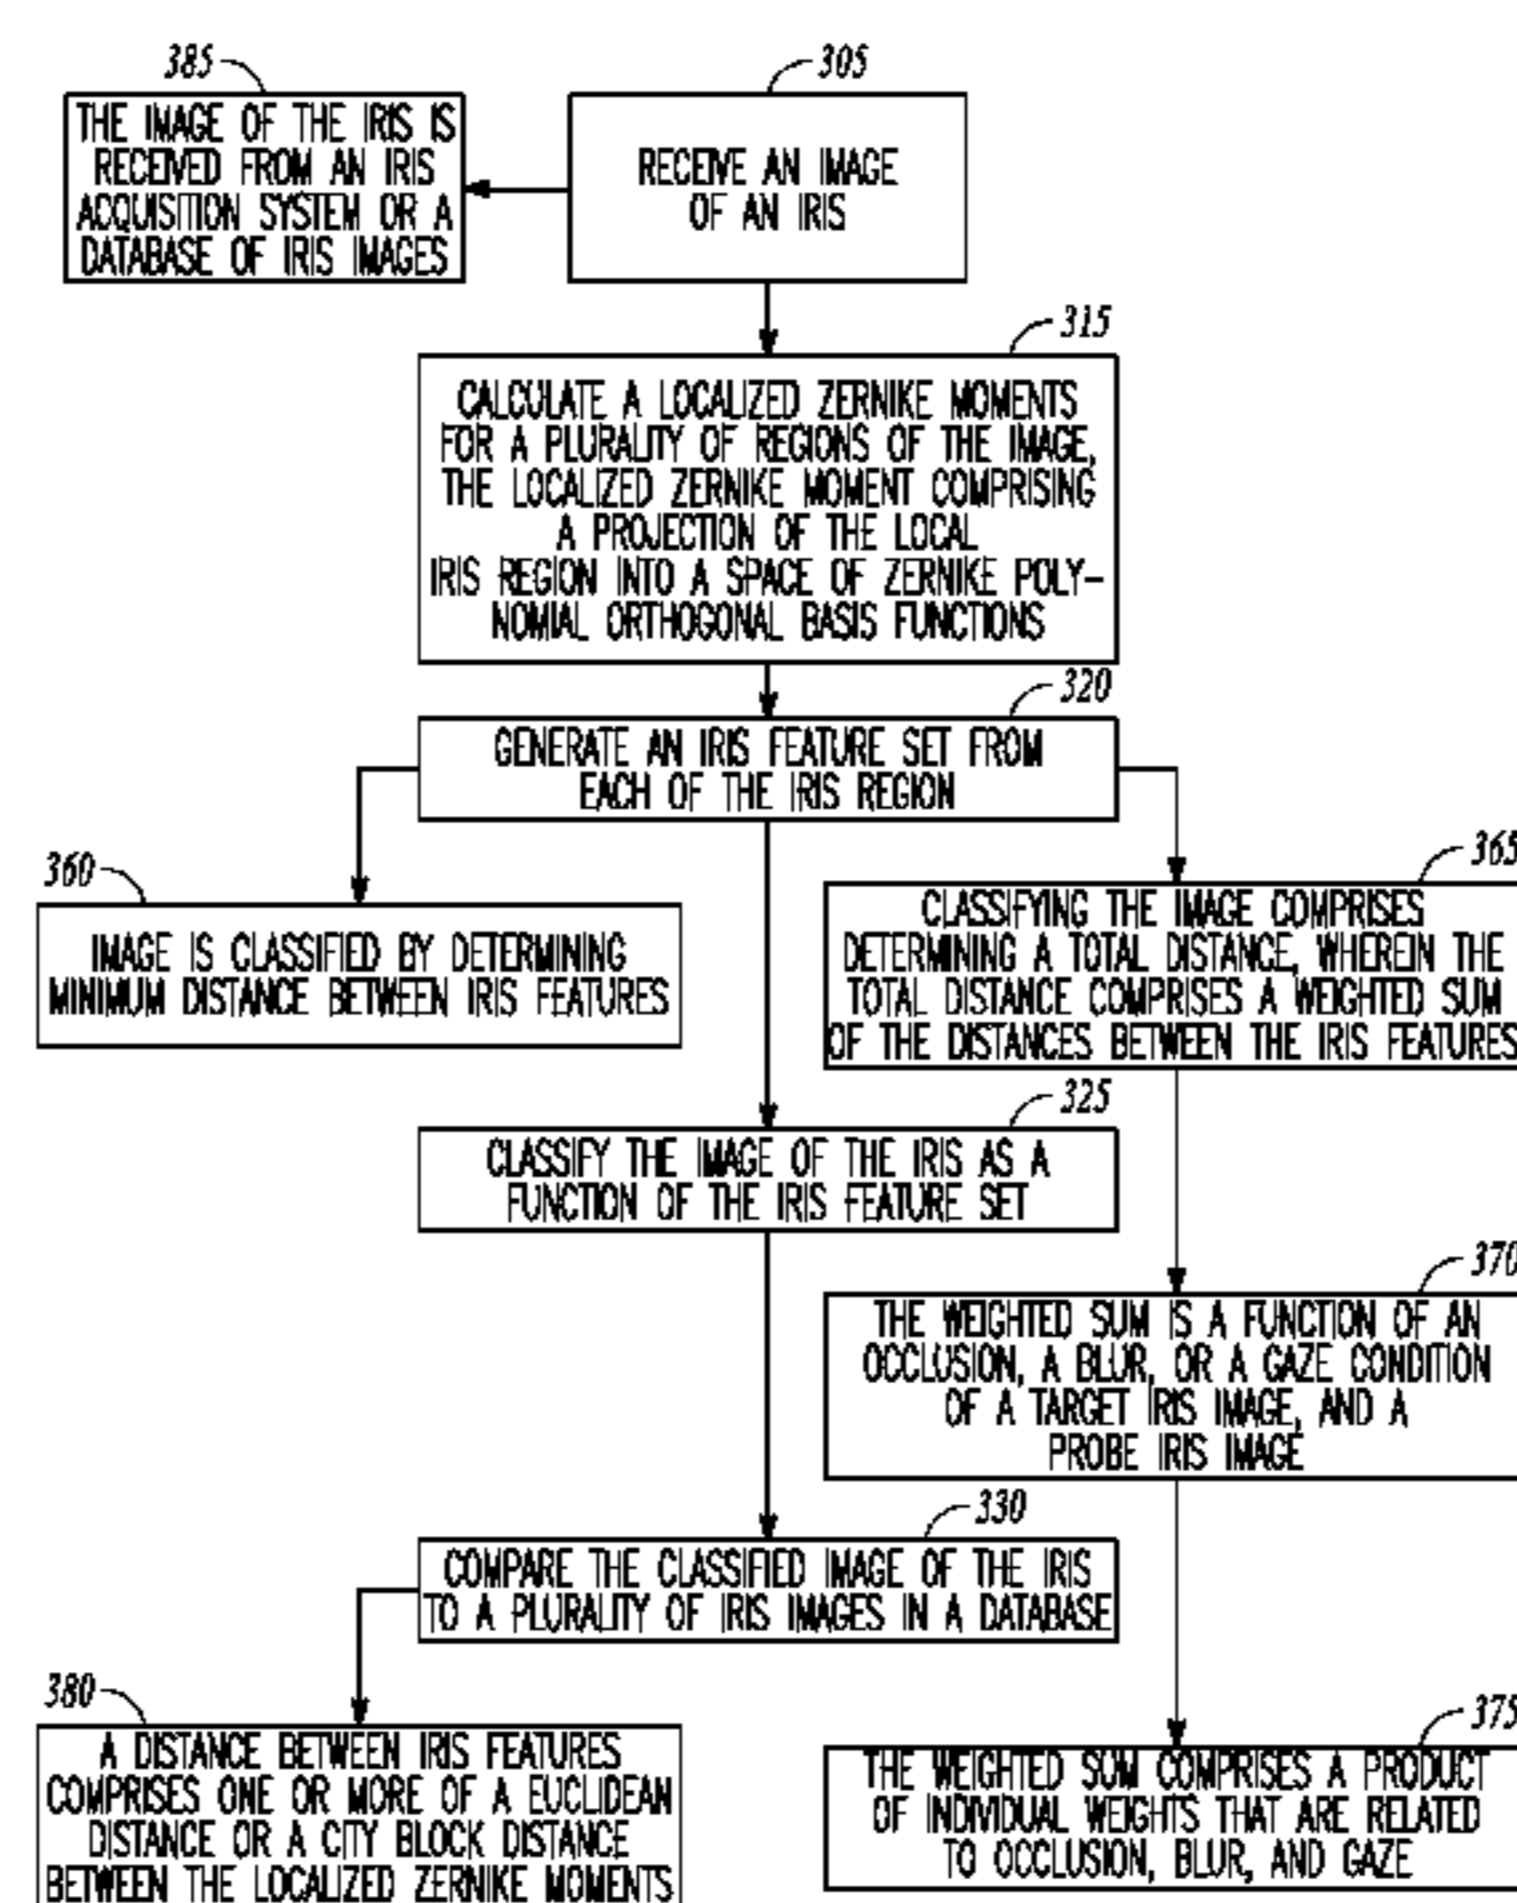 385
305
THE IMAGE OF THE IRIS IS
RECEIVED FROM AN IRIS
ACQUISITION SYSTEM OR A
DATABASE OF IRIS IMAGES
RECEIVE AN IMAGE
OF AN IRIS
315
CALCULATE A LOCALIZED ZERNIKE MOMENTS
FOR A PLURALITY OF REGIONS OF THE IMAGE,
THE LOCALIZED ZERNIKE MOMENT COMPRISING
A PROJECTION OF THE LOCAL
IRIS REGION INTO A SPACE OF ZERNIKE POLY-
NOMIAL ORTHOGONAL BASIS FUNCTIONS
320
GENERATE AN IRIS FEATURE SET FROM
EACH OF THE IRIS REGION
360
IMAGE IS CLASSIFIED BY DETERMINING
MINIMUM DISTANCE BETWEEN IRIS FEATURES
365
CLASSIFYING THE IMAGE COMPRISES
DETERMINING A TOTAL DISTANCE, WHEREIN THE
TOTAL DISTANCE COMPRISES A WEIGHTED SUM
OF THE DISTANCES BETWEEN THE IRIS FEATURES
325
CLASSIFY THE IMAGE OF THE IRIS AS A
FUNCTION OF THE IRIS FEATURE SET
370
THE WEIGHTED SUM IS A FUNCTION OF AN
OCCLUSION, A BLUR, OR A GAZE CONDITION
OF A TARGET IRIS IMAGE, AND A
PROBE IRIS IMAGE
330
COMPARE THE CLASSIFIED IMAGE OF THE IRIS
TO A PLURALITY OF IRIS IMAGES IN A DATABASE
380
A DISTANCE BETWEEN IRIS FEATURES
COMPRISES ONE OR MORE OF A EUCLIDEAN
DISTANCE OR A CITY BLOCK DISTANCE
BETWEEN THE LOCALIZED ZERNIKE MOMENTS
375
THE WEIGHTED SUM COMPRISES A PRODUCT
OF INDIVIDUAL WEIGHTS THAT ARE RELATED
TO OCCLUSION, BLUR, AND GAZE